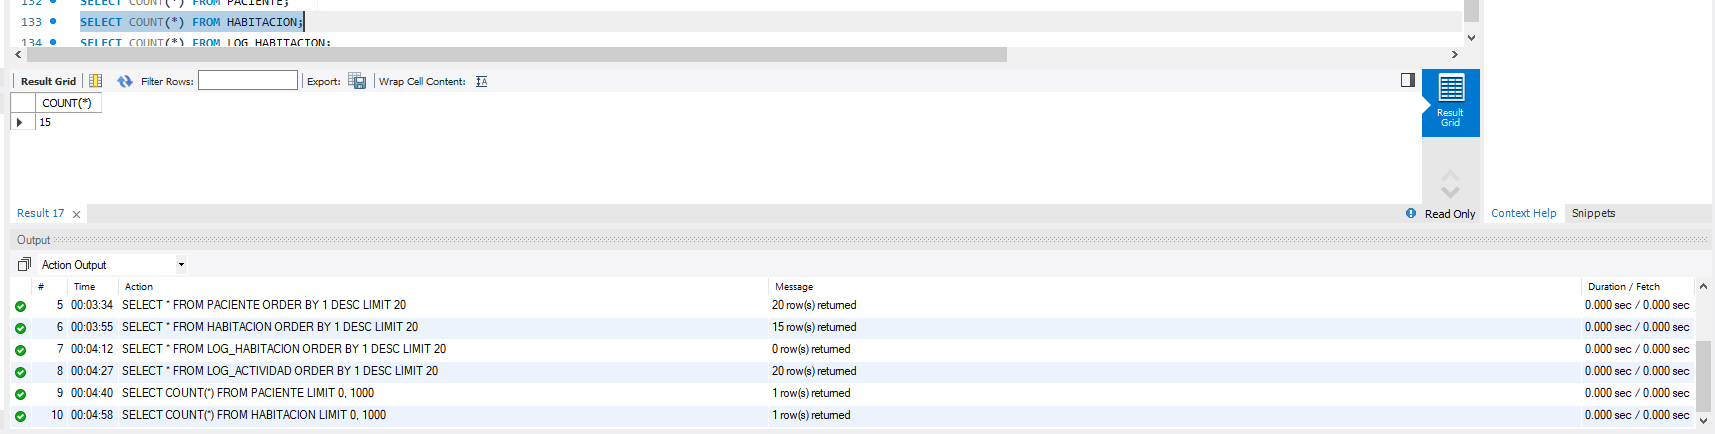 132 SELECT COUNT(*) FROM PACIENTE;
133 SELECT COUNT(*) FROM HABITACION;
134 SELECT COUNT(*) FROM LOG_HABITACION;
Result Grid Filter Rows: Export: Wrap Cell Content:
COUNT(*)
15
Result Grid
Result 17
Read Only
Context Help Snippets
Output
Action Output
# Time Action Message Duration / Fetch
5 00:03:34 SELECT * FROM PACIENTE ORDER BY 1 DESC LIMIT 20 20 row(s) returned 0.000 sec / 0.000 sec
6 00:03:55 SELECT * FROM HABITACION ORDER BY 1 DESC LIMIT 20 15 row(s) returned 0.000 sec / 0.000 sec
7 00:04:12 SELECT * FROM LOG_HABITACION ORDER BY 1 DESC LIMIT 20 0 row(s) returned 0.000 sec / 0.000 sec
8 00:04:27 SELECT * FROM LOG_ACTIVIDAD ORDER BY 1 DESC LIMIT 20 20 row(s) returned 0.000 sec / 0.000 sec
9 00:04:40 SELECT COUNT(*) FROM PACIENTE LIMIT 0, 1000 1 row(s) returned 0.000 sec / 0.000 sec
10 00:04:58 SELECT COUNT(*) FROM HABITACION LIMIT 0, 1000 1 row(s) returned 0.000 sec / 0.000 sec